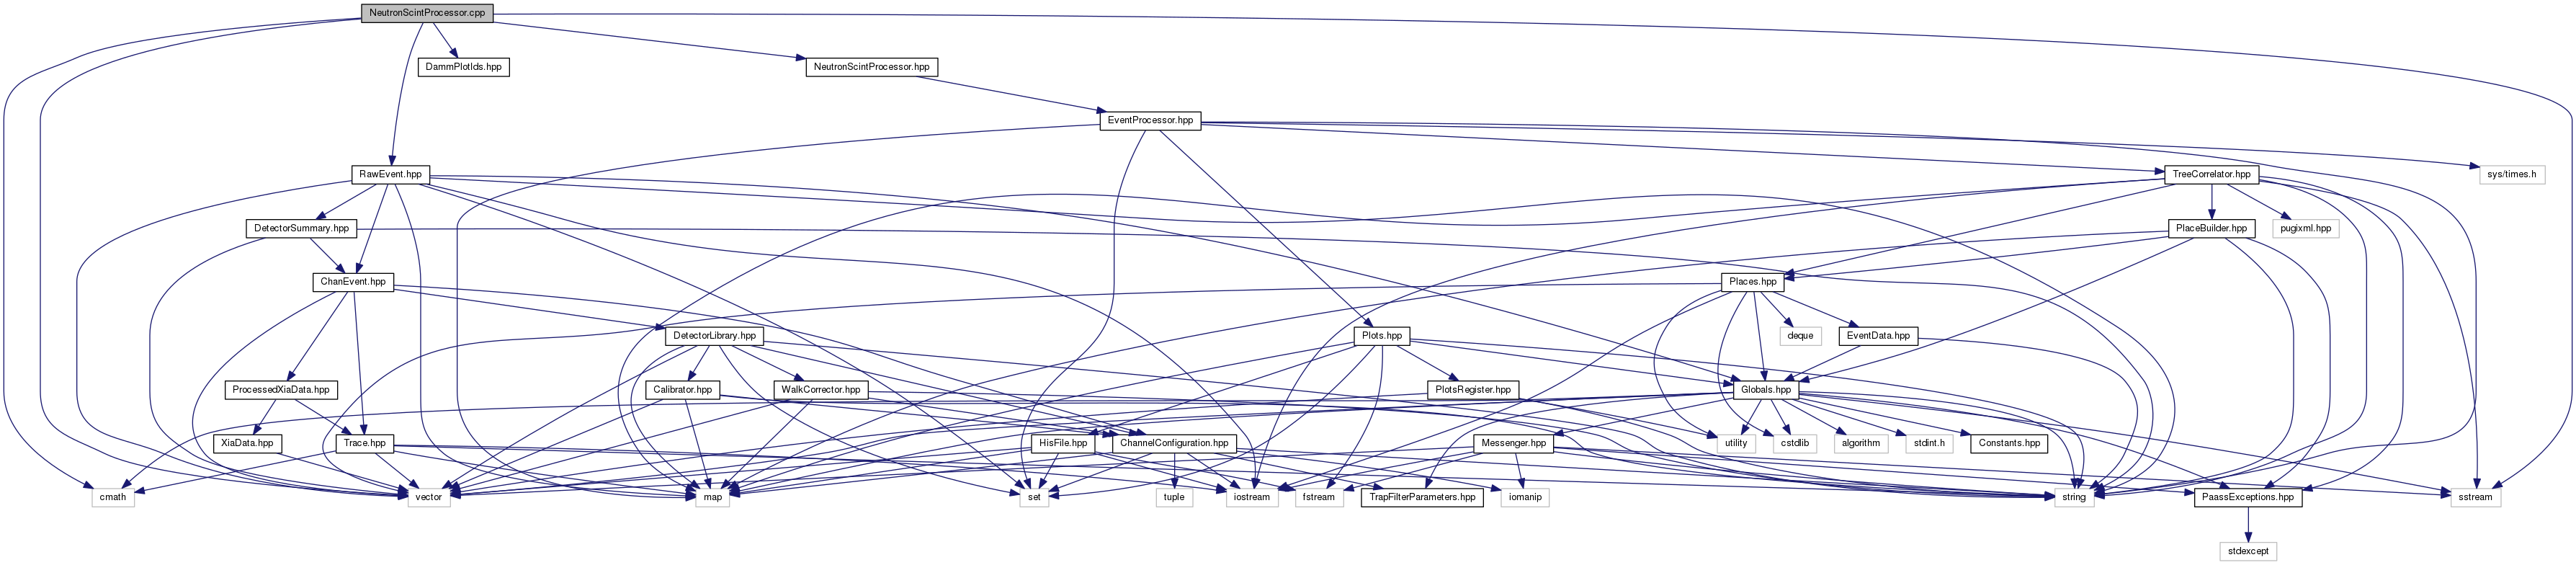 NeutronScintProcessor.cpp
DammPlotIds.hpp
NeutronScintProcessor.hpp
EventProcessor.hpp
RawEvent.hpp
TreeCorrelator.hpp
sys/times.h
DetectorSummary.hpp
PlaceBuilder.hpp
pugixml.hpp
ChanEvent.hpp
Places.hpp
DetectorLibrary.hpp
Plots.hpp
deque
EventData.hpp
ProcessedXiaData.hpp
Calibrator.hpp
WalkCorrector.hpp
PlotsRegister.hpp
Globals.hpp
XiaData.hpp
Trace.hpp
HisFile.hpp
ChannelConfiguration.hpp
Messenger.hpp
utility
cstdlib
algorithm
stdint.h
Constants.hpp
cmath
vector
map
set
tuple
iostream
fstream
TrapFilterParameters.hpp
iomanip
string
PaassExceptions.hpp
sstream
stdexcept